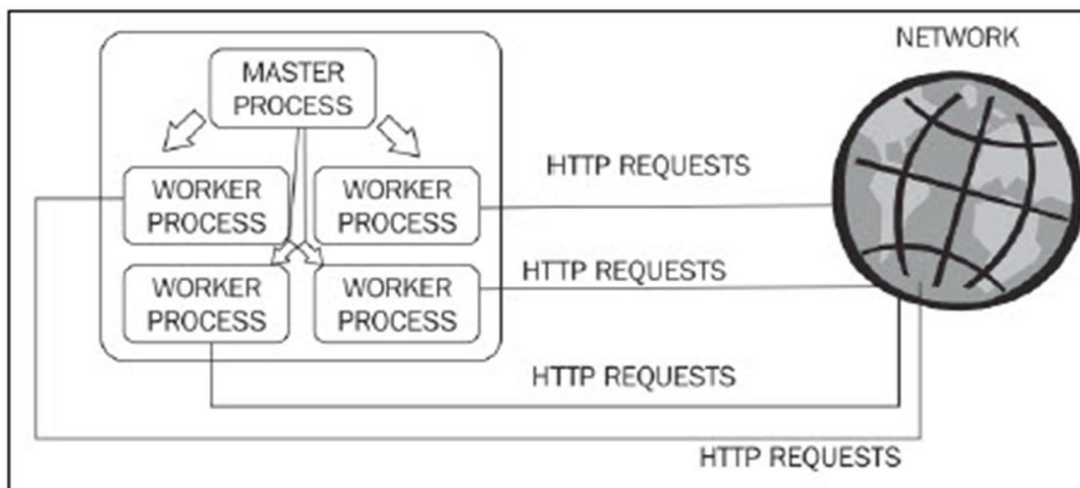 NETWORK
MASTER
PROCESS
HTTP REQUESTS
WORKER
PROCESS
WORKER
PROCESS
HTTP REQUESTS
WORKER
PROCESS
WORKER
PROCESS
HTTP REQUESTS
HTTP REQUESTS